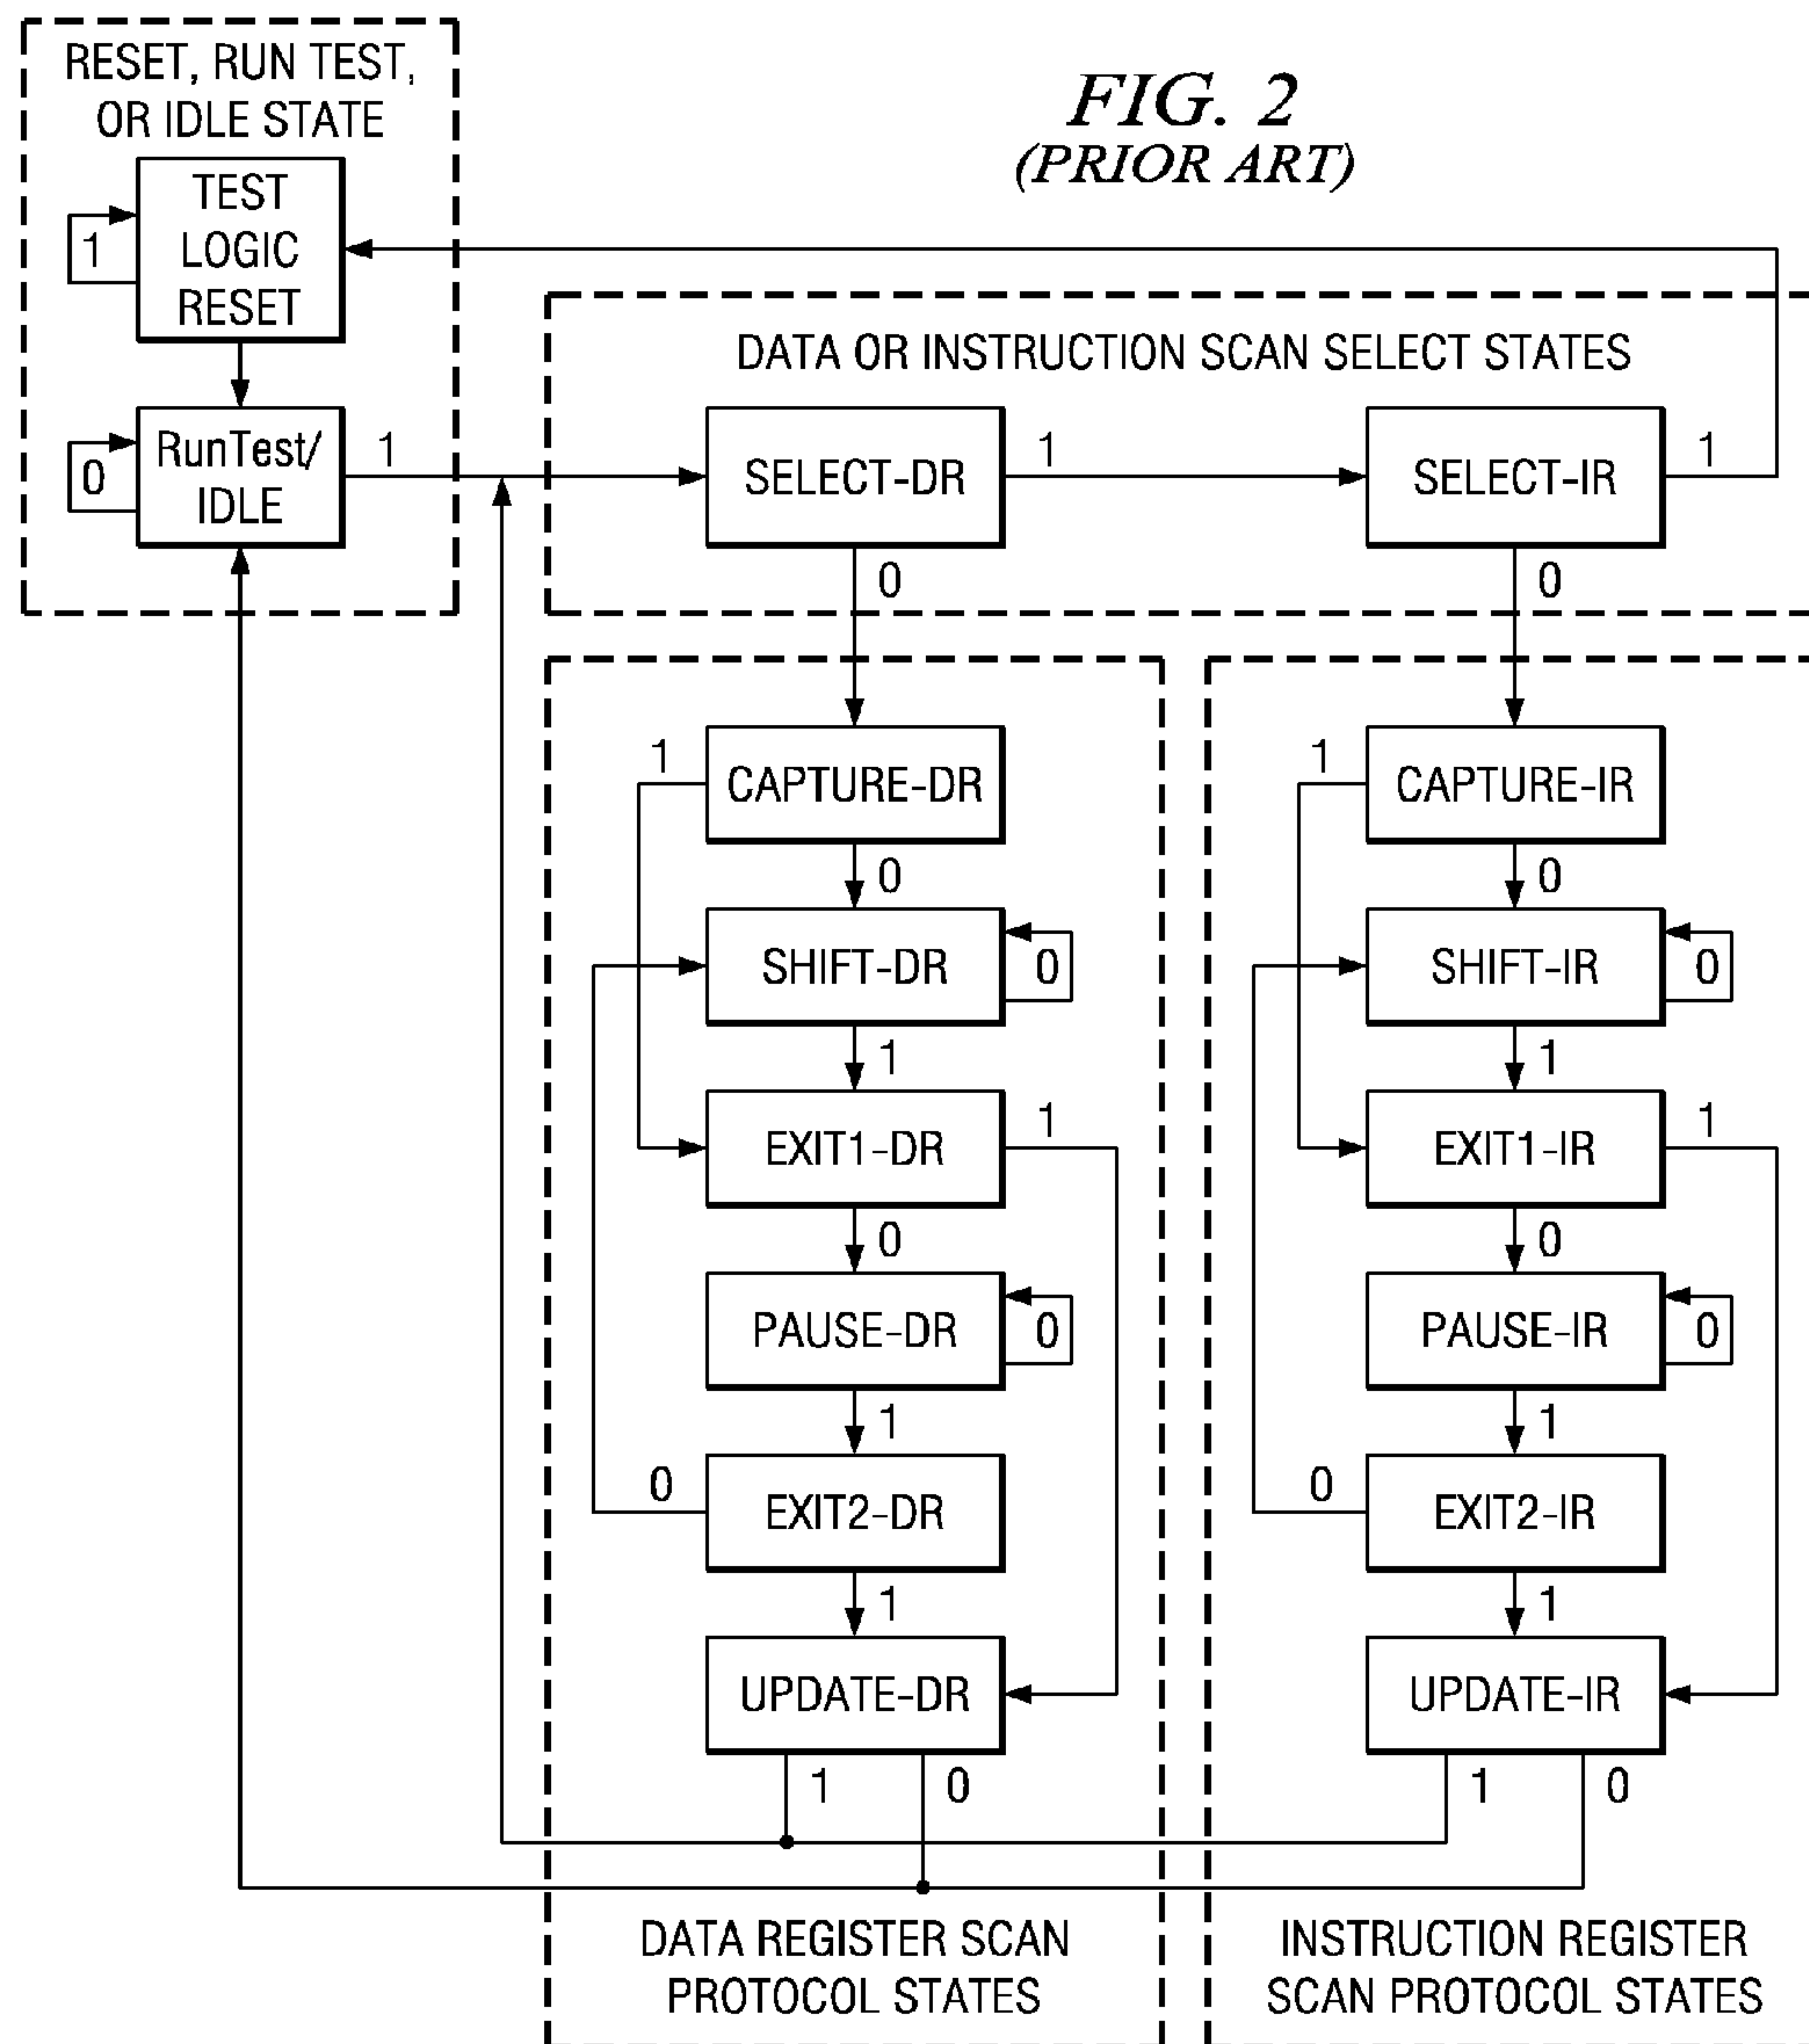 RESET, RUN TEST,
OR IDLE STATE
FIG. 2
(PRIOR ART)
TEST
LOGIC
RESET
1
DATA OR INSTRUCTION SCAN SELECT STATES
RunTest/
IDLE
0
1
SELECT-DR
1
SELECT-IR
1
0
0
1
CAPTURE-DR
1
CAPTURE-IR
0
0
SHIFT-DR
0
SHIFT-IR
0
1
1
EXIT1-DR
1
EXIT1-IR
1
0
0
PAUSE-DR
0
PAUSE-IR
0
1
1
0
EXIT2-DR
0
EXIT2-IR
1
1
UPDATE-DR
UPDATE-IR
1
0
1
0
DATA REGISTER SCAN
PROTOCOL STATES
INSTRUCTION REGISTER
SCAN PROTOCOL STATES